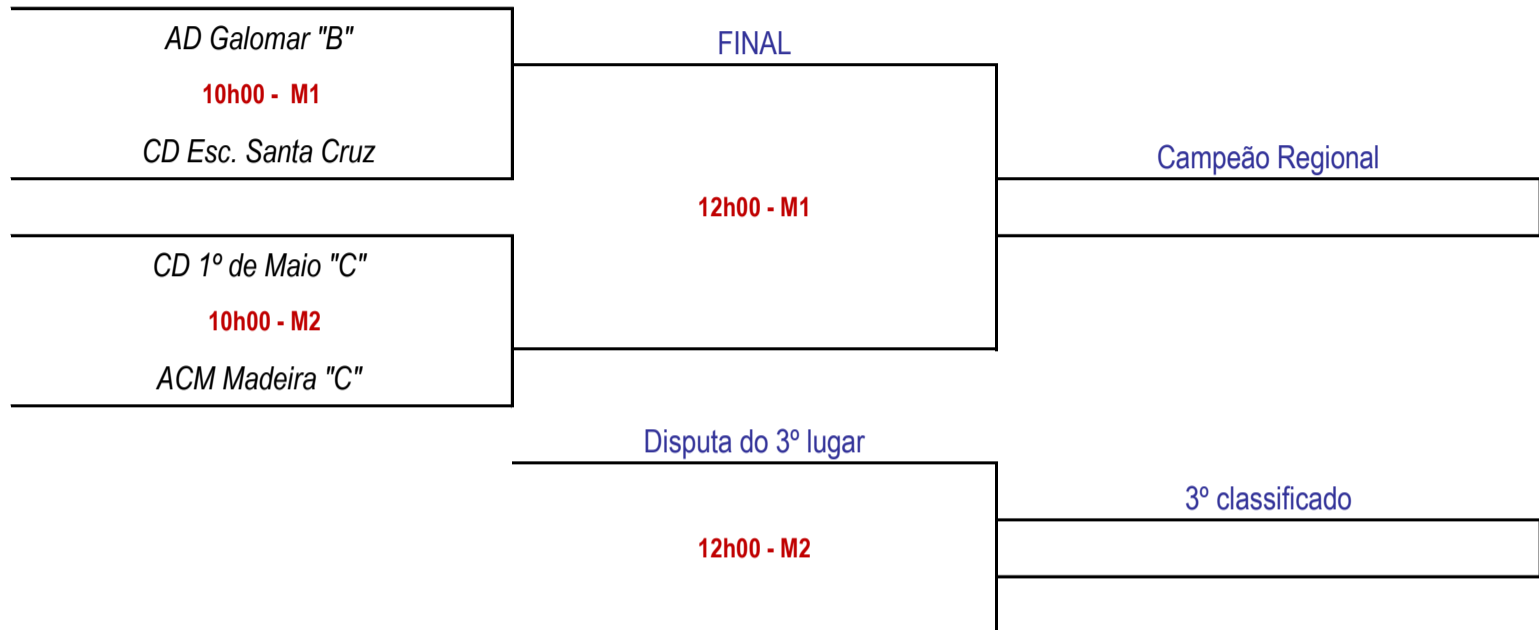 AD Galomar "B"
10h00 - M1
CD Esc. Santa Cruz
FINAL
12h00 - M1
Campeão Regional
CD 1º de Maio "C"
10h00 - M2
ACM Madeira "C"
Disputa do 3º lugar
12h00 - M2
3º classificado